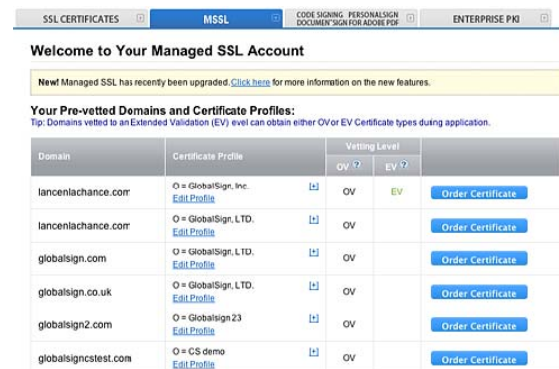 SSL CERTIFICATES
MSSL
CODE SIGNING PERSONALSIGN
DOCUMENTSIGN FOR ADOBE PDF
ENTERPRISE PKI
Welcome to Your Managed SSL Account
New! Managed SSL has recently been upgraded. Click here for more information on the new features.
Your Pre-vetted Domains and Certificate Profiles:
Tip: Domains vetted to an Extended Validation (EV) evel can obtain either OV or EV Certificate types duing application.
Domain Certificate Profile Vetting Level
OV ? EV ?
lancenlachance.com O = GlobalSign, Inc. [+] OV EV Order Certificate
Edit Profile
lancenlachance.com O = GlobalSign, LTD. [+] OV Order Certificate
Edit Profile
globalsign.com O = GlobalSign, LTD. [+] OV Order Certificate
Edit Profile
globalsign.co.uk O = GlobalSign, LTD. [+] OV Order Certificate
Edit Profile
globalsign2.com O = Globalsign 23 [+] OV Order Certificate
Edit Profile
globalsigncstest.com O = CS demo [+] OV Order Certificate
Edit Profile